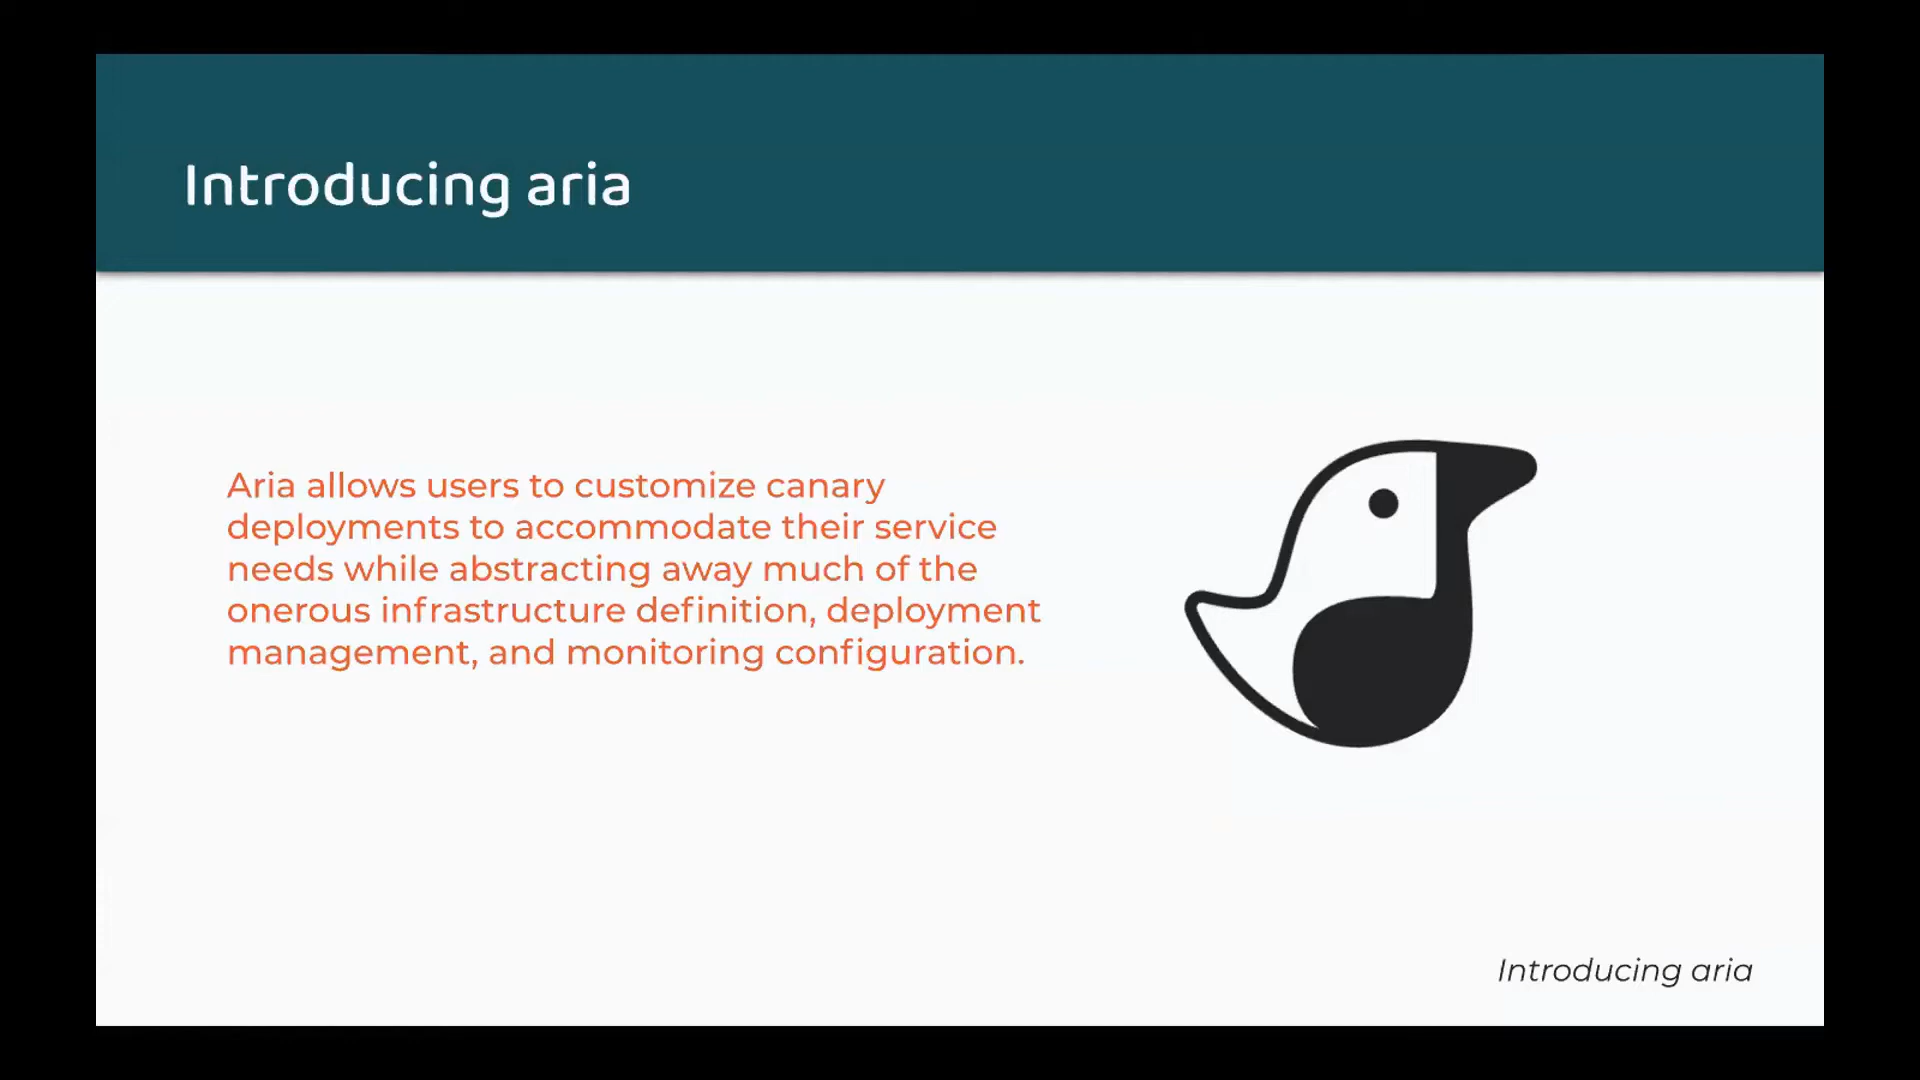 Introducing aria
Aria allows users to customize canary
deployments to accommodate their service
needs while abstracting away much of the
onerous infrastructure definition, deployment
management, and monitoring configuration.
Introducing aria